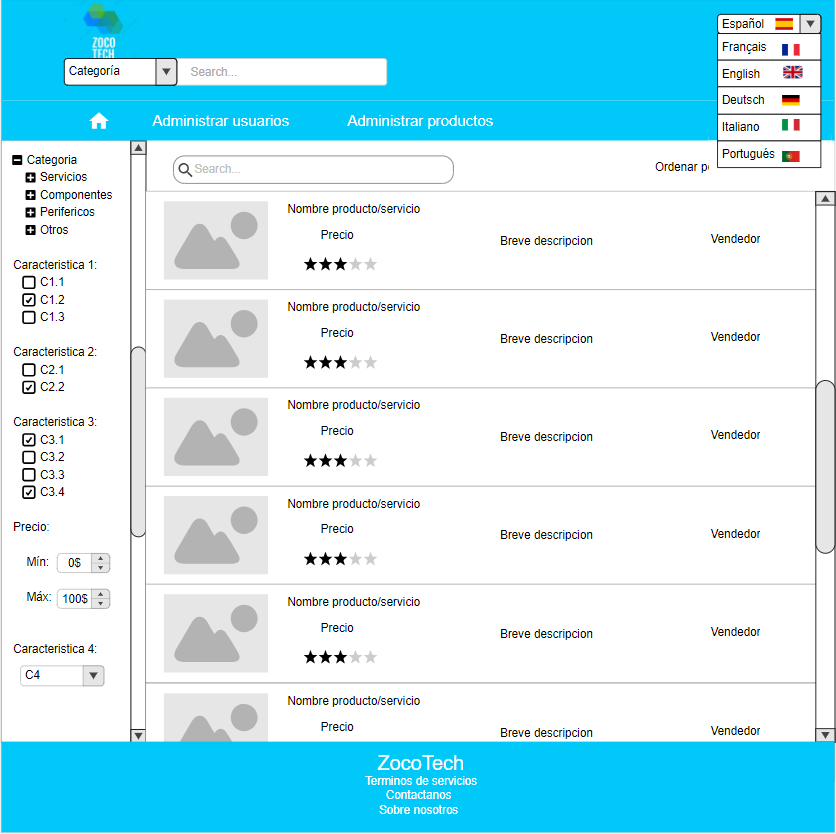 ZOCO
TECH
Categoría
Search...
Español
Français
English
Deutsch
Italiano
Portugués
Administrar usuarios
Administrar productos
Categoria
Servicios
Componentes
Perifericos
Otros
Caracteristica 1:
C1.1
C1.2
C1.3
Caracteristica 2:
C2.1
C2.2
Caracteristica 3:
C3.1
C3.2
C3.3
C3.4
Precio:
Mín: 0$
Máx: 100$
Caracteristica 4:
C4
Search...
Ordenar
Nombre producto/servicio
Precio
Breve descripcion
Vendedor
Nombre producto/servicio
Precio
Breve descripcion
Vendedor
Nombre producto/servicio
Precio
Breve descripcion
Vendedor
Nombre producto/servicio
Precio
Breve descripcion
Vendedor
Nombre producto/servicio
Precio
Breve descripcion
Vendedor
Nombre producto/servicio
Precio
Breve descripcion
Vendedor
ZocoTech
Terminos de servicios
Contactanos
Sobre nosotros